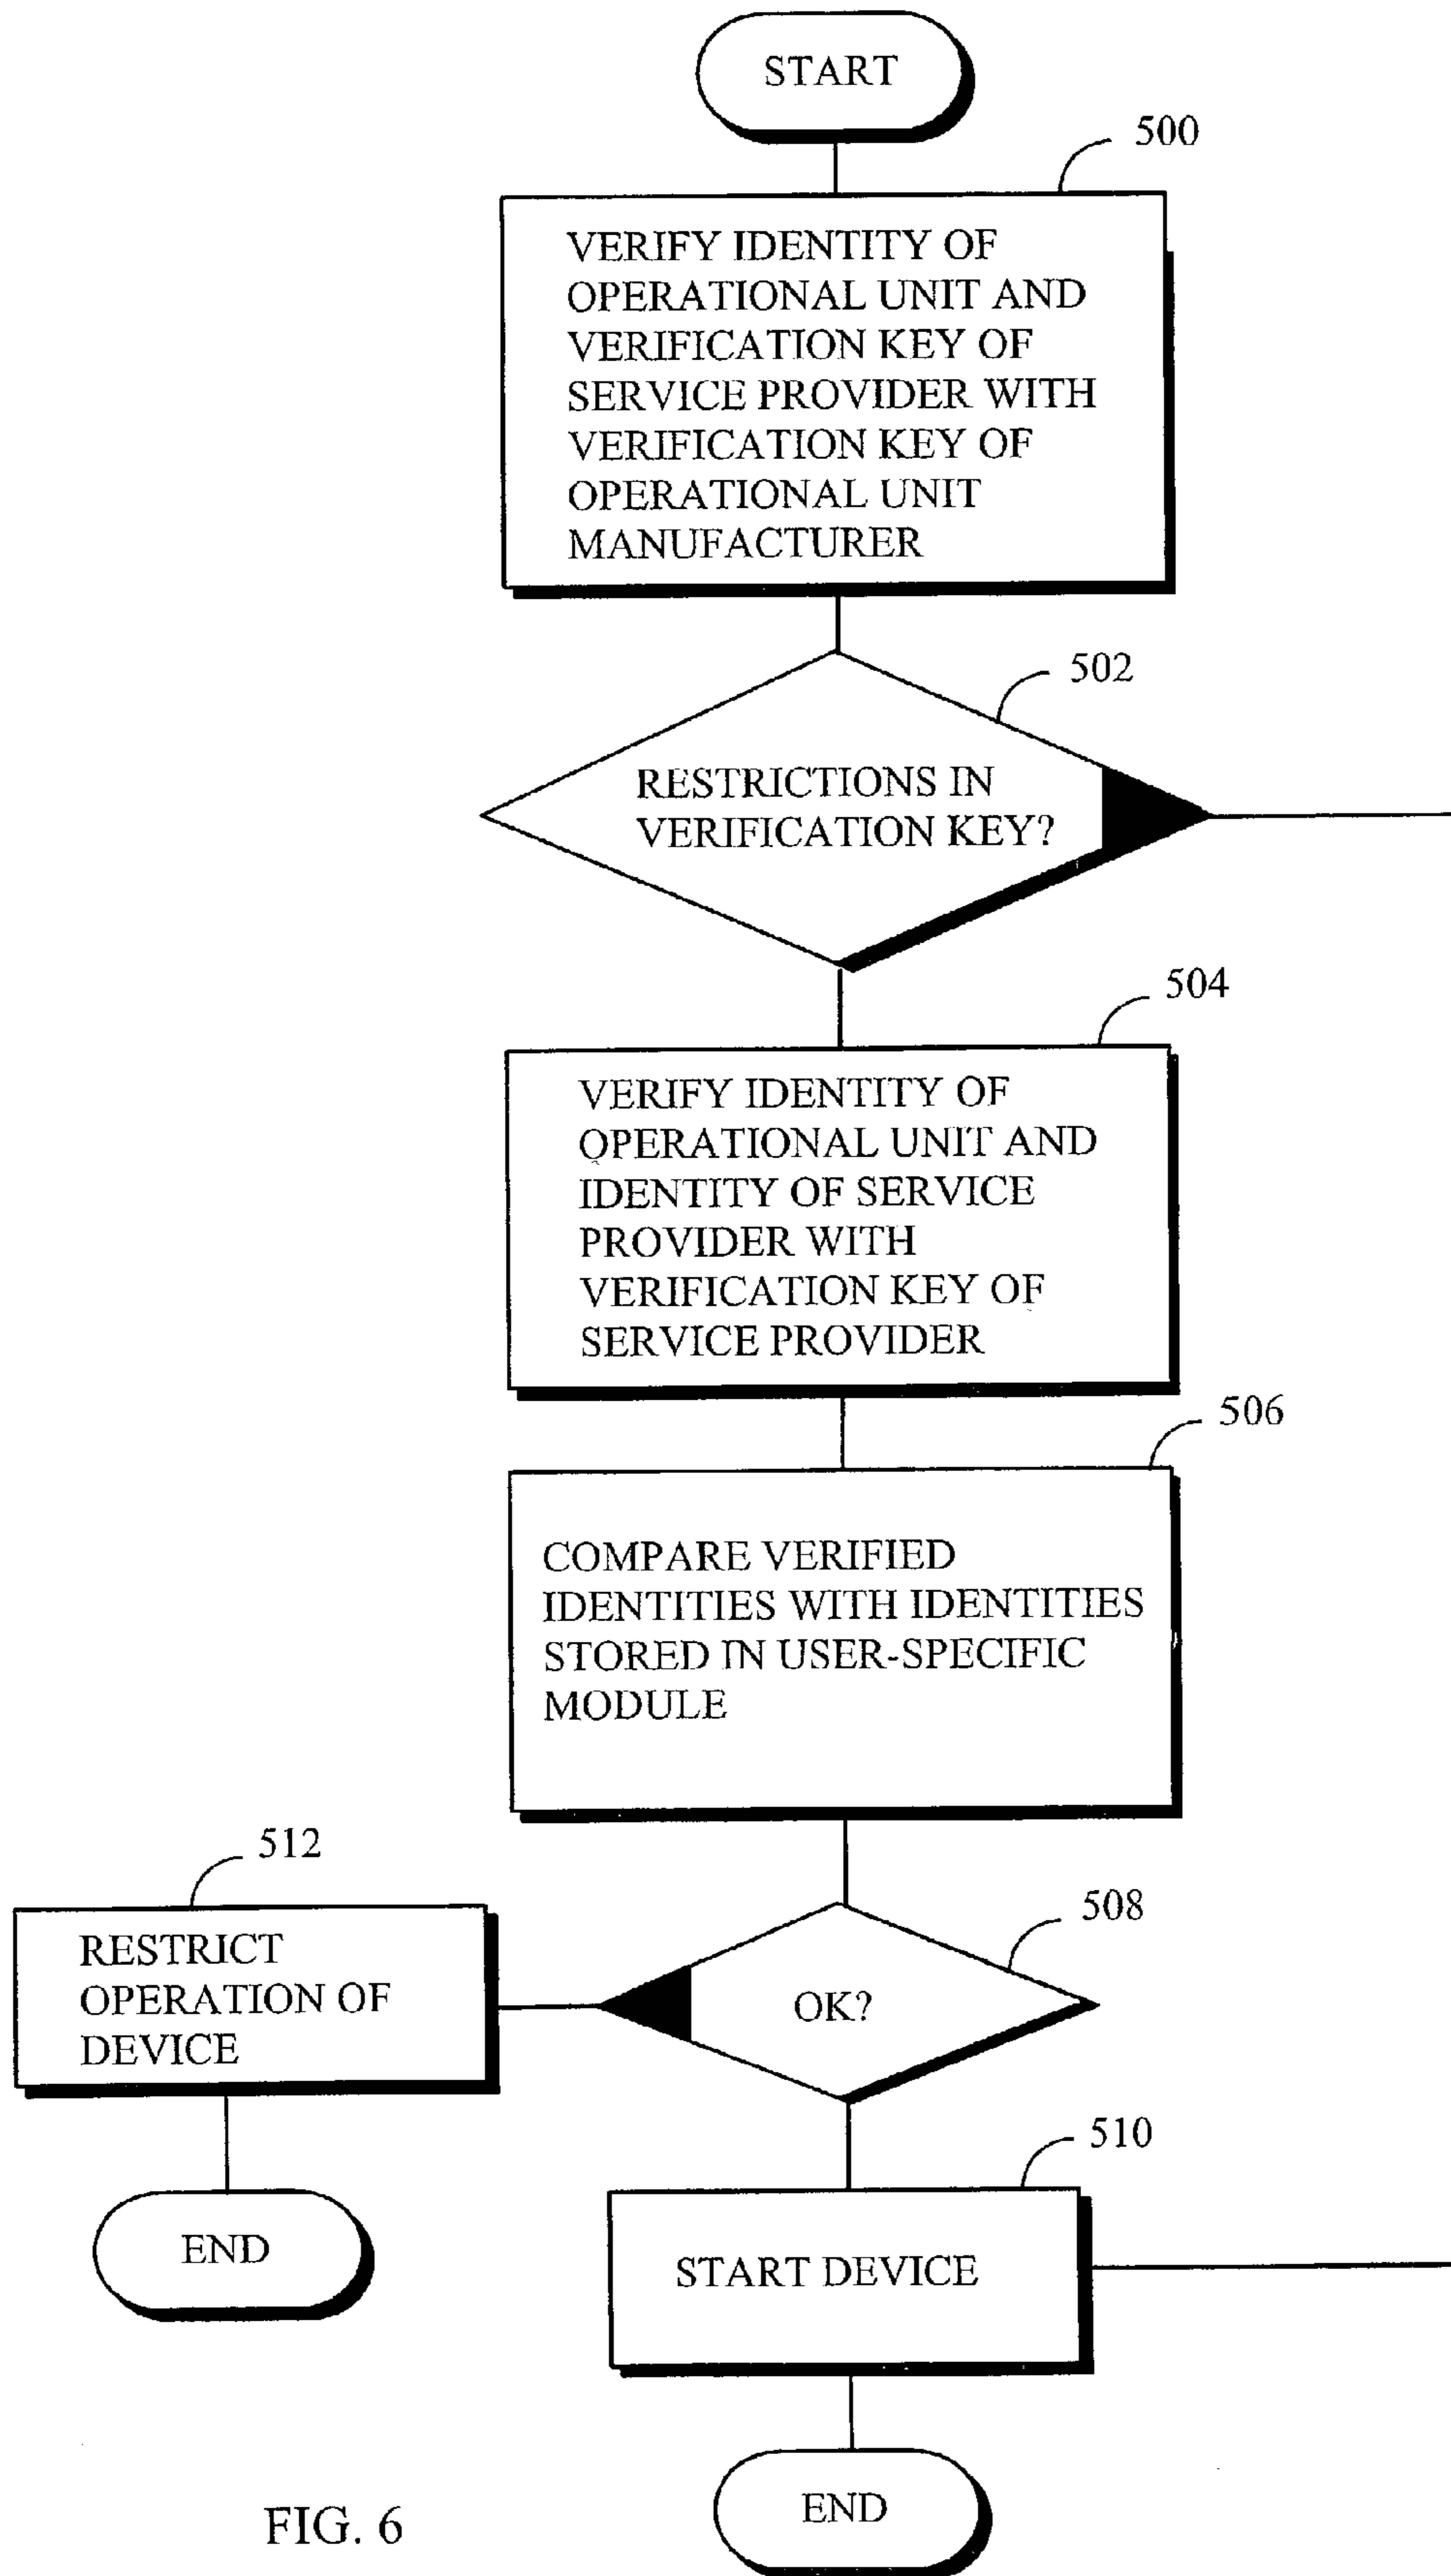 START
500
VERIFY IDENTITY OF
OPERATIONAL UNIT AND
VERIFICATION KEY OF
SERVICE PROVIDER WITH
VERIFICATION KEY OF
OPERATIONAL UNIT
MANUFACTURER
502
RESTRICTIONS IN
VERIFICATION KEY?
504
VERIFY IDENTITY OF
OPERATIONAL UNIT AND
IDENTITY OF SERVICE
PROVIDER WITH
VERIFICATION KEY OF
SERVICE PROVIDER
506
COMPARE VERIFIED
IDENTITIES WITH IDENTITIES
STORED IN USER-SPECIFIC
MODULE
508
OK?
512
RESTRICT
OPERATION OF
DEVICE
END
510
START DEVICE
END
FIG. 6